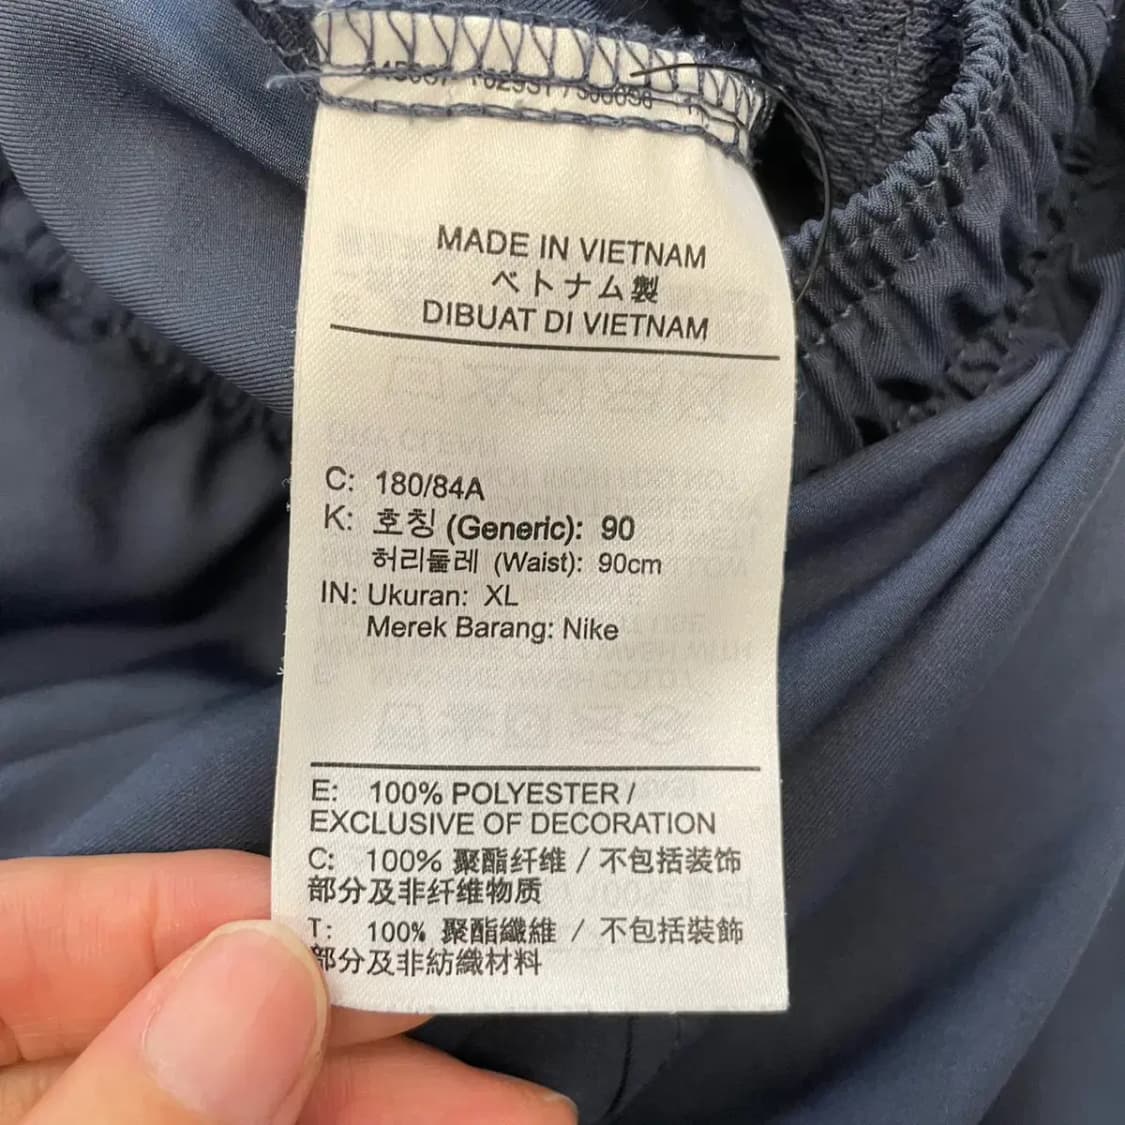 MADE IN VIETNAM
ベトナム製
DIBUAT DI VIETNAM
C: 180/84A
K: 호칭 (Generic): 90
허리둘레 (Waist): 90cm
IN: Ukuran: XL
Merek Barang: Nike
E: 100% POLYESTER /
EXCLUSIVE OF DECORATION
C: 100% 聚酯纤维 / 不包括装饰
部分及非纤维物质
T: 100% 聚酯纖維 / 不包括裝飾
部分及非紡織材料